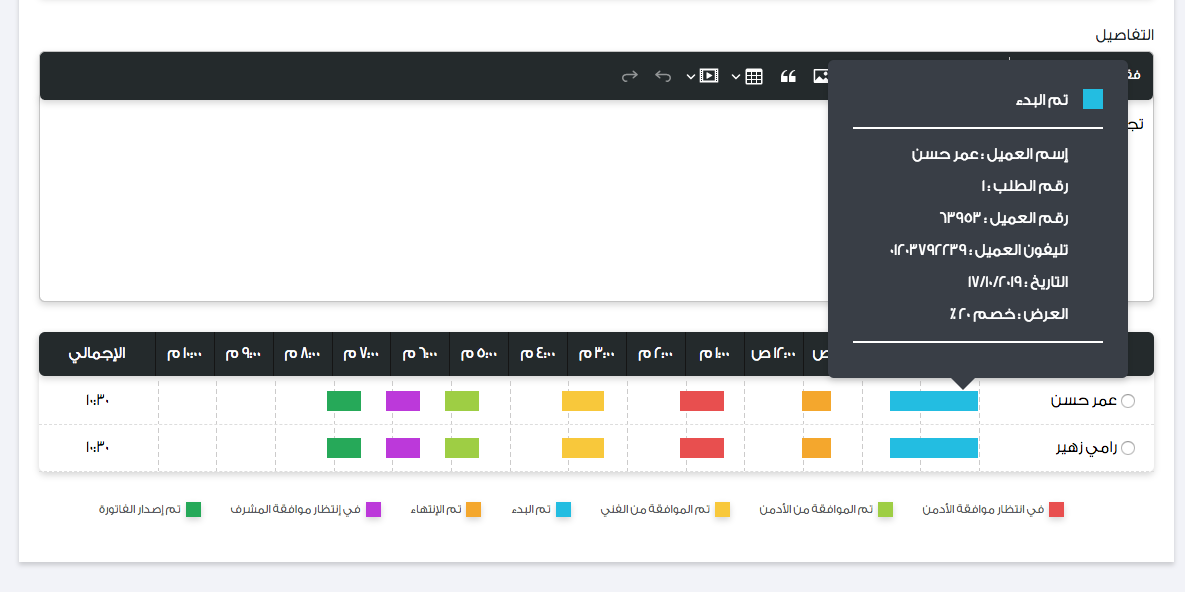 التفاصيل
تم البدء
إسم العميل : عمر حسن
رقم الطلب : ١
رقم العميل : ٦٣٩٥٣
تليفون العميل : ٠١٢٠٣٧٩٢٢٣٩
التاريخ : ١٧/١٠/٢٠١٩
العرض : خصم ٢٠ ٪
ص ١٢:٠٠ ص ١:٠٠ م ٢:٠٠ م ٣:٠٠ م ٤:٠٠ م ٥:٠٠ م ٦:٠٠ م ٧:٠٠ م ٨:٠٠ م ٩:٠٠ م ١٠:٠٠ م الإجمالي
عمر حسن ١٠:٣٠
رامي زهير ١٠:٣٠
في انتظار موافقة الأدمن تم الموافقة من الأدمن تم الموافقة من الفني تم البدء تم الإنتهاء في إنتظار موافقة المشرف تم إصدار الفاتورة